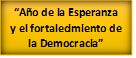 “Año de la Esperanza
y el fortalecimiento de
la Democracia”